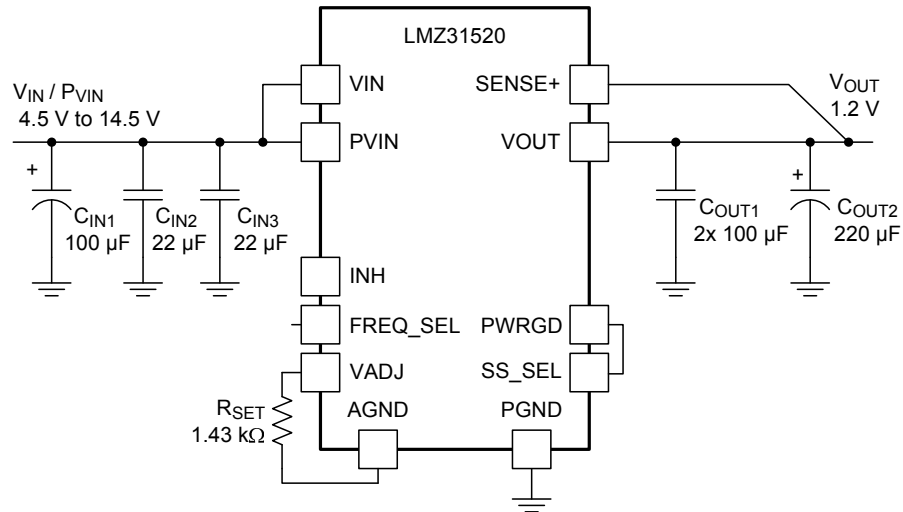 LMZ31520
VIN
SENSE+
VIN / PVIN
4.5 V to 14.5 V
VOUT
1.2 V
PVIN
VOUT
+
CIN1
100 µF
CIN2
22 µF
CIN3
22 µF
COUT1
2x 100 µF
+
COUT2
220 µF
INH
FREQ_SEL
PWRGD
VADJ
SS_SEL
AGND
PGND
RSET
1.43 kΩ